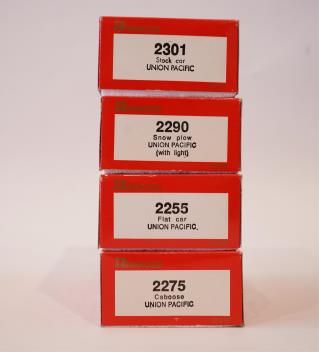 2301
Stock car
UNION PACIFIC
2290
Snow plow
UNION PACIFIC
(with light)
2255
Flat car
UNION PACIFIC.
2275
Caboose
UNION PACIFIC